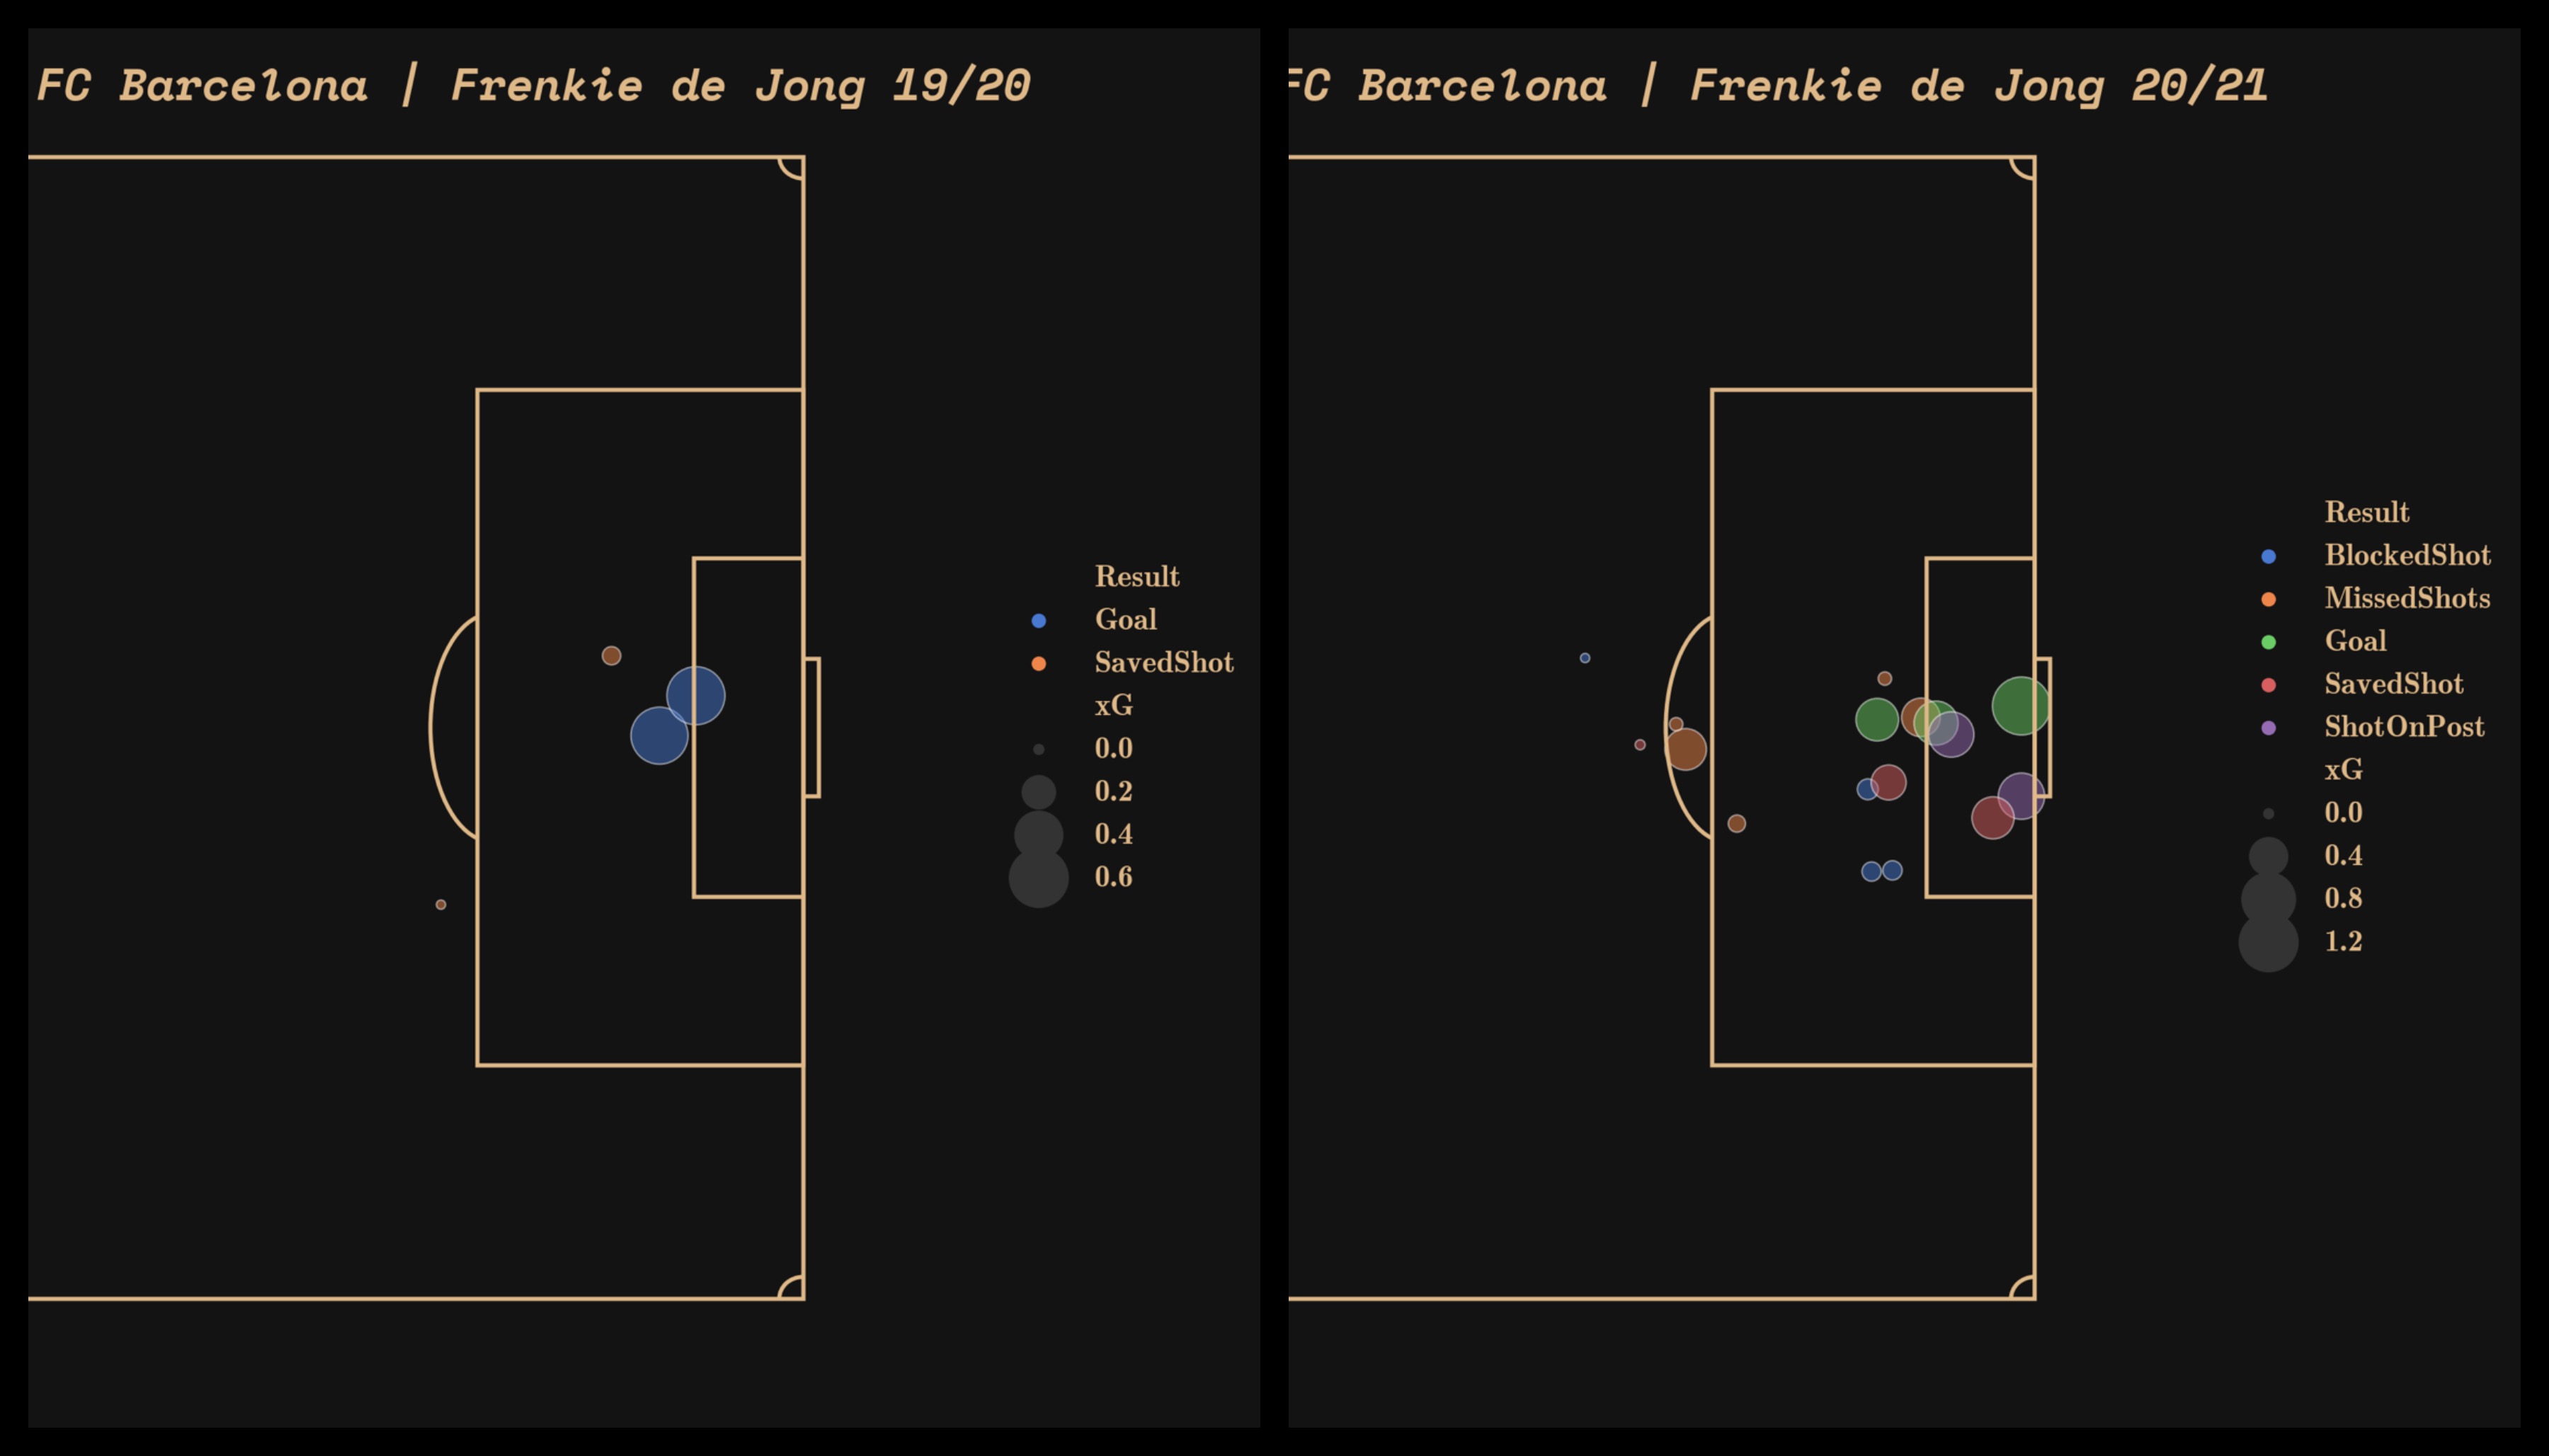 FC Barcelona | Frenkie de Jong 19/20
Result
Goal
SavedShot
xG
0.0
0.2
0.4
0.6
FC Barcelona | Frenkie de Jong 20/21
Result
BlockedShot
MissedShots
Goal
SavedShot
ShotOnPost
xG
0.0
0.4
0.8
1.2